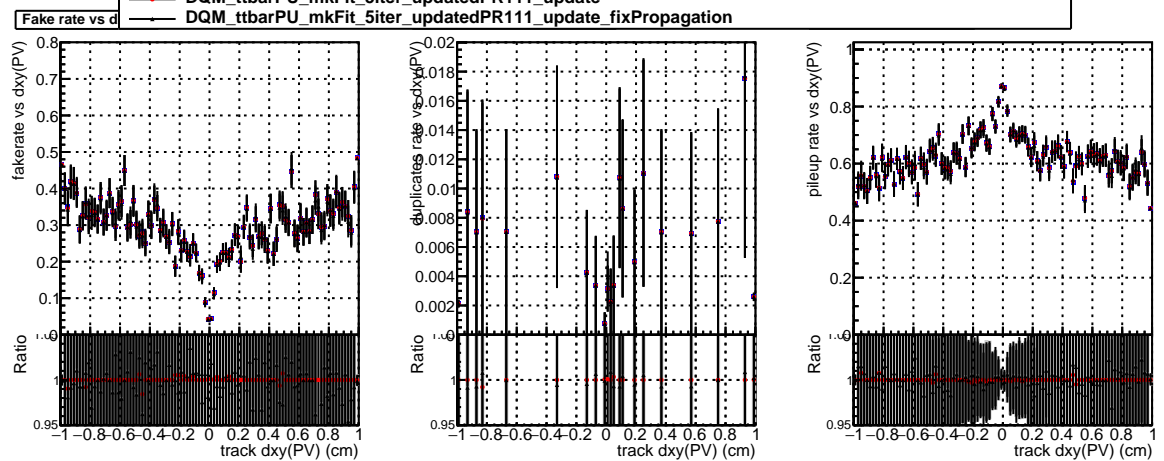 DQM_ttbarPU_mkFit_5iter_updatedPR111_update
DQM_ttbarPU_mkFit_5iter_updatedPR111_update_fixPropagation
Fake rate vs d
fakerate vs dxy(PV)
0.8
0.7
0.6
0.5
0.4
0.3
0.2
0.1
Ratio
1
0.95
−1 −0.8 −0.6 −0.4 −0.2 0 0.2 0.4 0.6 0.8 1
track dxy(PV) (cm)
duplicates rate vs dxy(PV)
0.02
0.018
0.016
0.014
0.012
0.01
0.008
0.006
0.004
0.002
Ratio
1
0.95
−1 −0.8 −0.6 −0.4 −0.2 0 0.2 0.4 0.6 0.8 1
track dxy(PV) (cm)
pileup rate vs dxy(PV)
1
0.8
0.6
0.4
0.2
0
Ratio
1
0.95
−1 −0.8 −0.6 −0.4 −0.2 0 0.2 0.4 0.6 0.8 1
track dxy(PV) (cm)